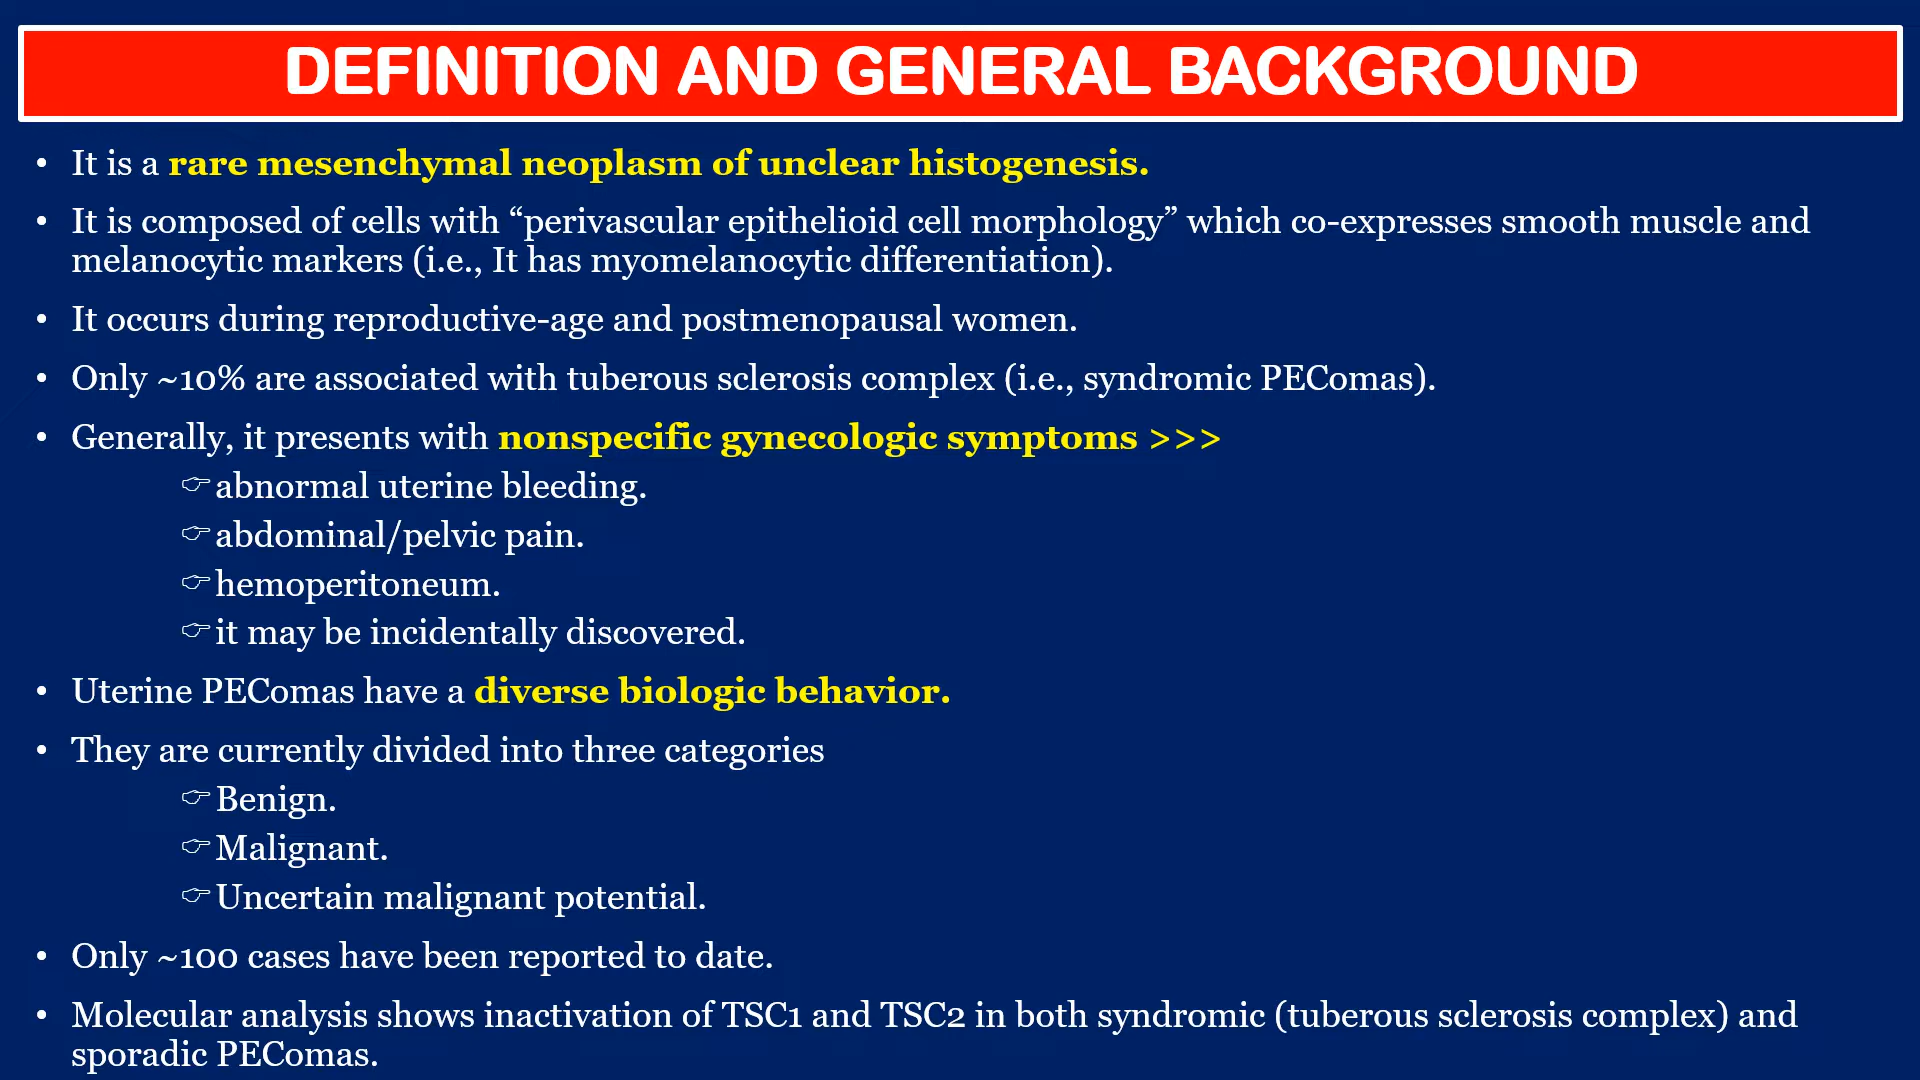 DEFINITION AND GENERAL BACKGROUND
• It is a rare mesenchymal neoplasm of unclear histogenesis.
• It is composed of cells with “perivascular epithelioid cell morphology” which co-expresses smooth muscle and
melanocytic markers (i.e., It has myomelanocytic differentiation).
• It occurs during reproductive-age and postmenopausal women.
• Only ~10% are associated with tuberous sclerosis complex (i.e., syndromic PEComas).
• Generally, it presents with nonspecific gynecologic symptoms >>>
☞ abnormal uterine bleeding.
☞ abdominal/pelvic pain.
☞ hemoperitoneum.
☞ it may be incidentally discovered.
• Uterine PEComas have a diverse biologic behavior.
• They are currently divided into three categories
☞ Benign.
☞ Malignant.
☞ Uncertain malignant potential.
• Only ~100 cases have been reported to date.
• Molecular analysis shows inactivation of TSC1 and TSC2 in both syndromic (tuberous sclerosis complex) and
sporadic PEComas.